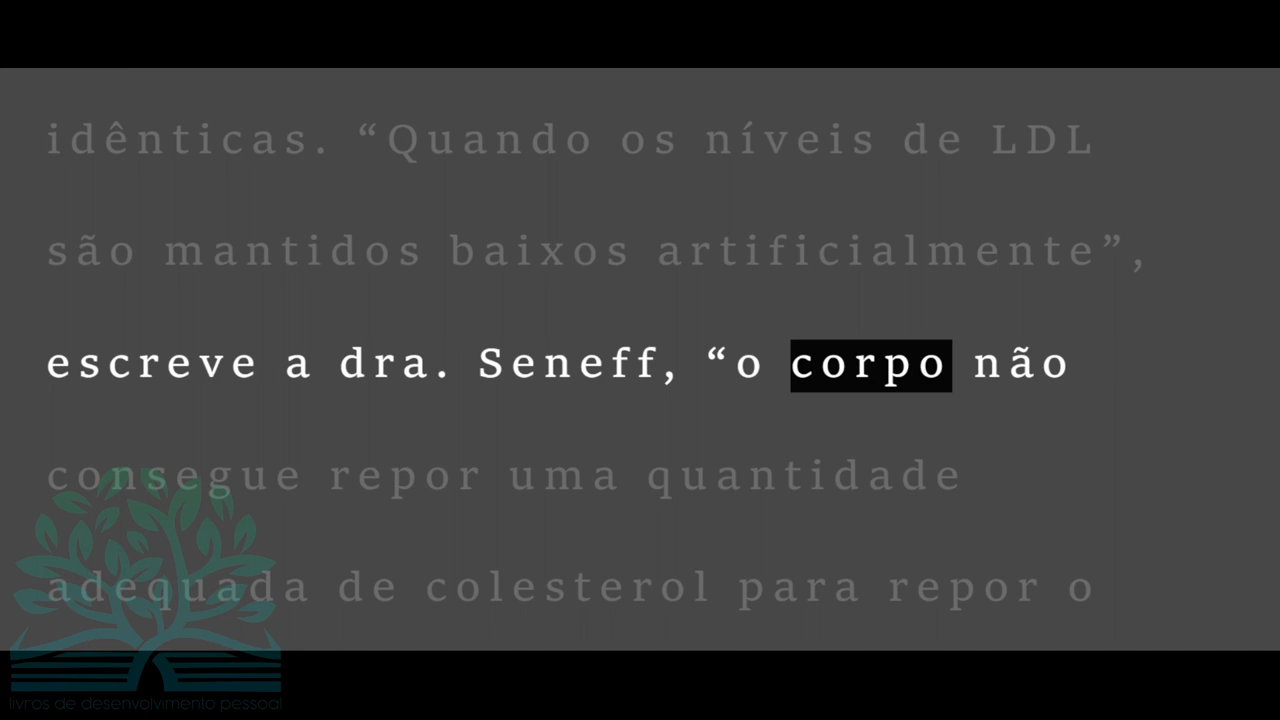 idênticas. “Quando os níveis de LDL
são mantidos baixos artificialmente”,
escreve a dra. Seneff, “o corpo não
consegue repor uma quantidade
adequada de colesterol para repor o
livros de desenvolvimento pessoal